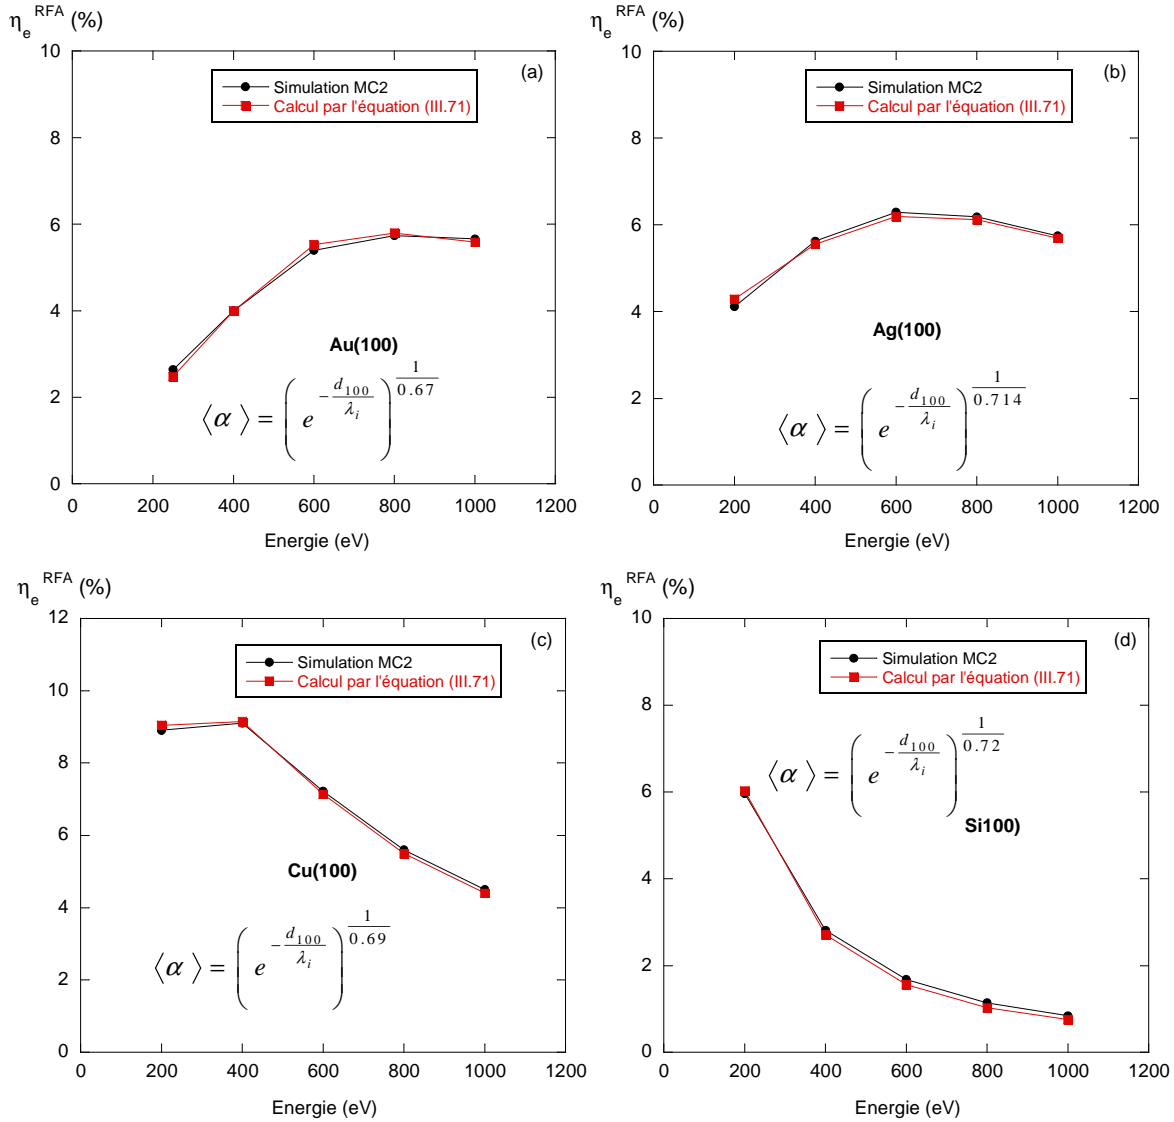 η_e^RFA (%)
(a)
Simulation MC2
Calcul par l'équation (III.71)
10
8
6
4
2
0
Au(100)
⟨α⟩ = ( e^{-d_100/λ_i} )^{1/0.67}
0 200 400 600 800 1000 1200
Energie (eV)
η_e^RFA (%)
(b)
Simulation MC2
Calcul par l'équation (III.71)
10
8
6
4
2
0
Ag(100)
⟨α⟩ = ( e^{-d_100/λ_i} )^{1/0.714}
0 200 400 600 800 1000 1200
Energie (eV)
η_e^RFA (%)
(c)
Simulation MC2
Calcul par l'équation (III.71)
12
10
8
6
4
2
0
Cu(100)
⟨α⟩ = ( e^{-d_100/λ_i} )^{1/0.69}
0 200 400 600 800 1000 1200
Energie (eV)
η_e^RFA (%)
(d)
Simulation MC2
Calcul par l'équation (III.71)
10
8
6
4
2
0
⟨α⟩ = ( e^{-d_100/λ_i} )^{1/0.72}
Si100)
0 200 400 600 800 1000 1200
Energie (eV)